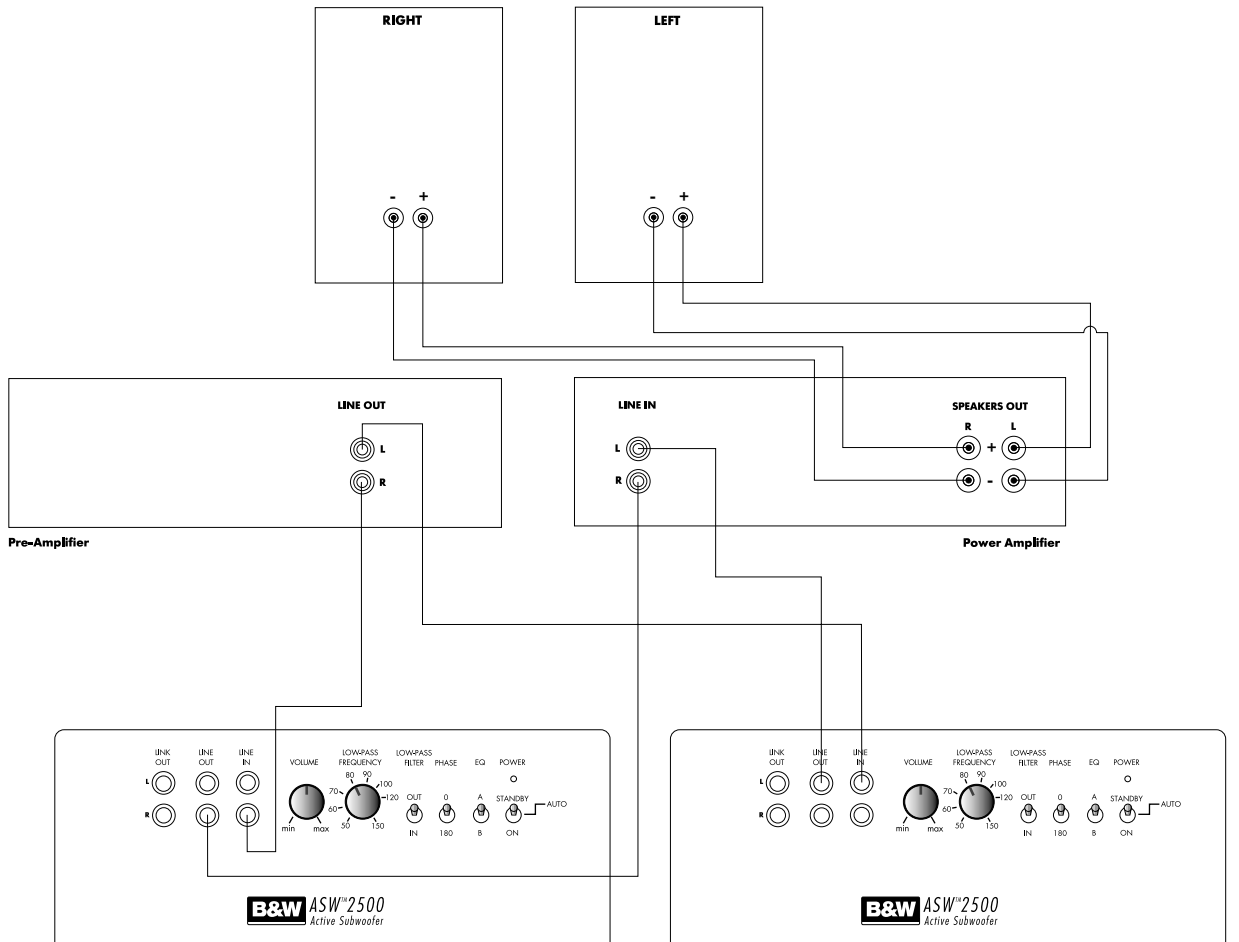 RIGHT
LEFT
- +
- +
LINE OUT
L
R
LINE IN
L
R
SPEAKERS OUT
R L
+
-
Pre-Amplifier
Power Amplifier
LINK OUT
LINE OUT
LINE IN
VOLUME
min max
LOW-PASS FREQUENCY
50 60 70 80 90 100 120 150
LOW-PASS FILTER
OUT
IN
PHASE
0
180
EQ
A
B
POWER
STANDBY
AUTO
ON
L
R
B&W ASW™2500
Active Subwoofer
LINK OUT
LINE OUT
LINE IN
VOLUME
min max
LOW-PASS FREQUENCY
50 60 70 80 90 100 120 150
LOW-PASS FILTER
OUT
IN
PHASE
0
180
EQ
A
B
POWER
STANDBY
AUTO
ON
L
R
B&W ASW™2500
Active Subwoofer